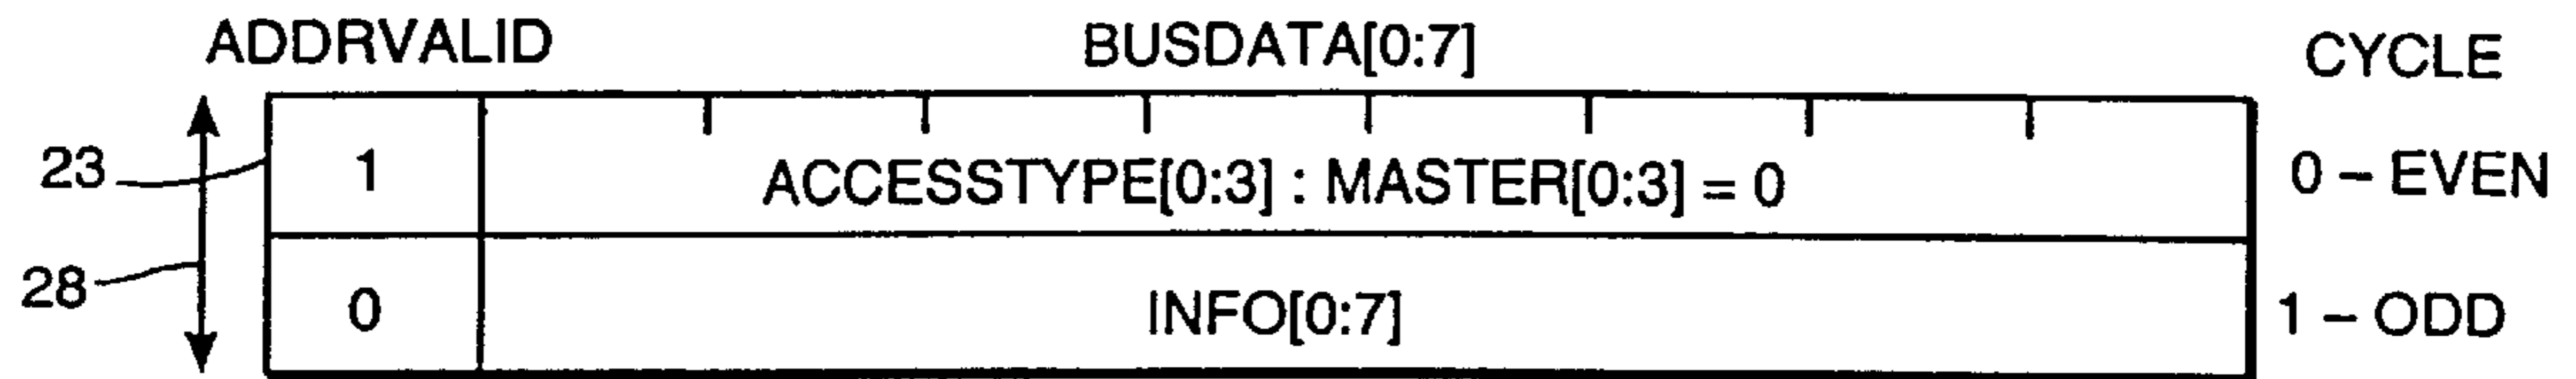 ADDRVALID BUSDATA[0:7] CYCLE
23 1 ACCESSTYPE[0:3] : MASTER[0:3] = 0 0 – EVEN
28 0 INFO[0:7] 1 – ODD